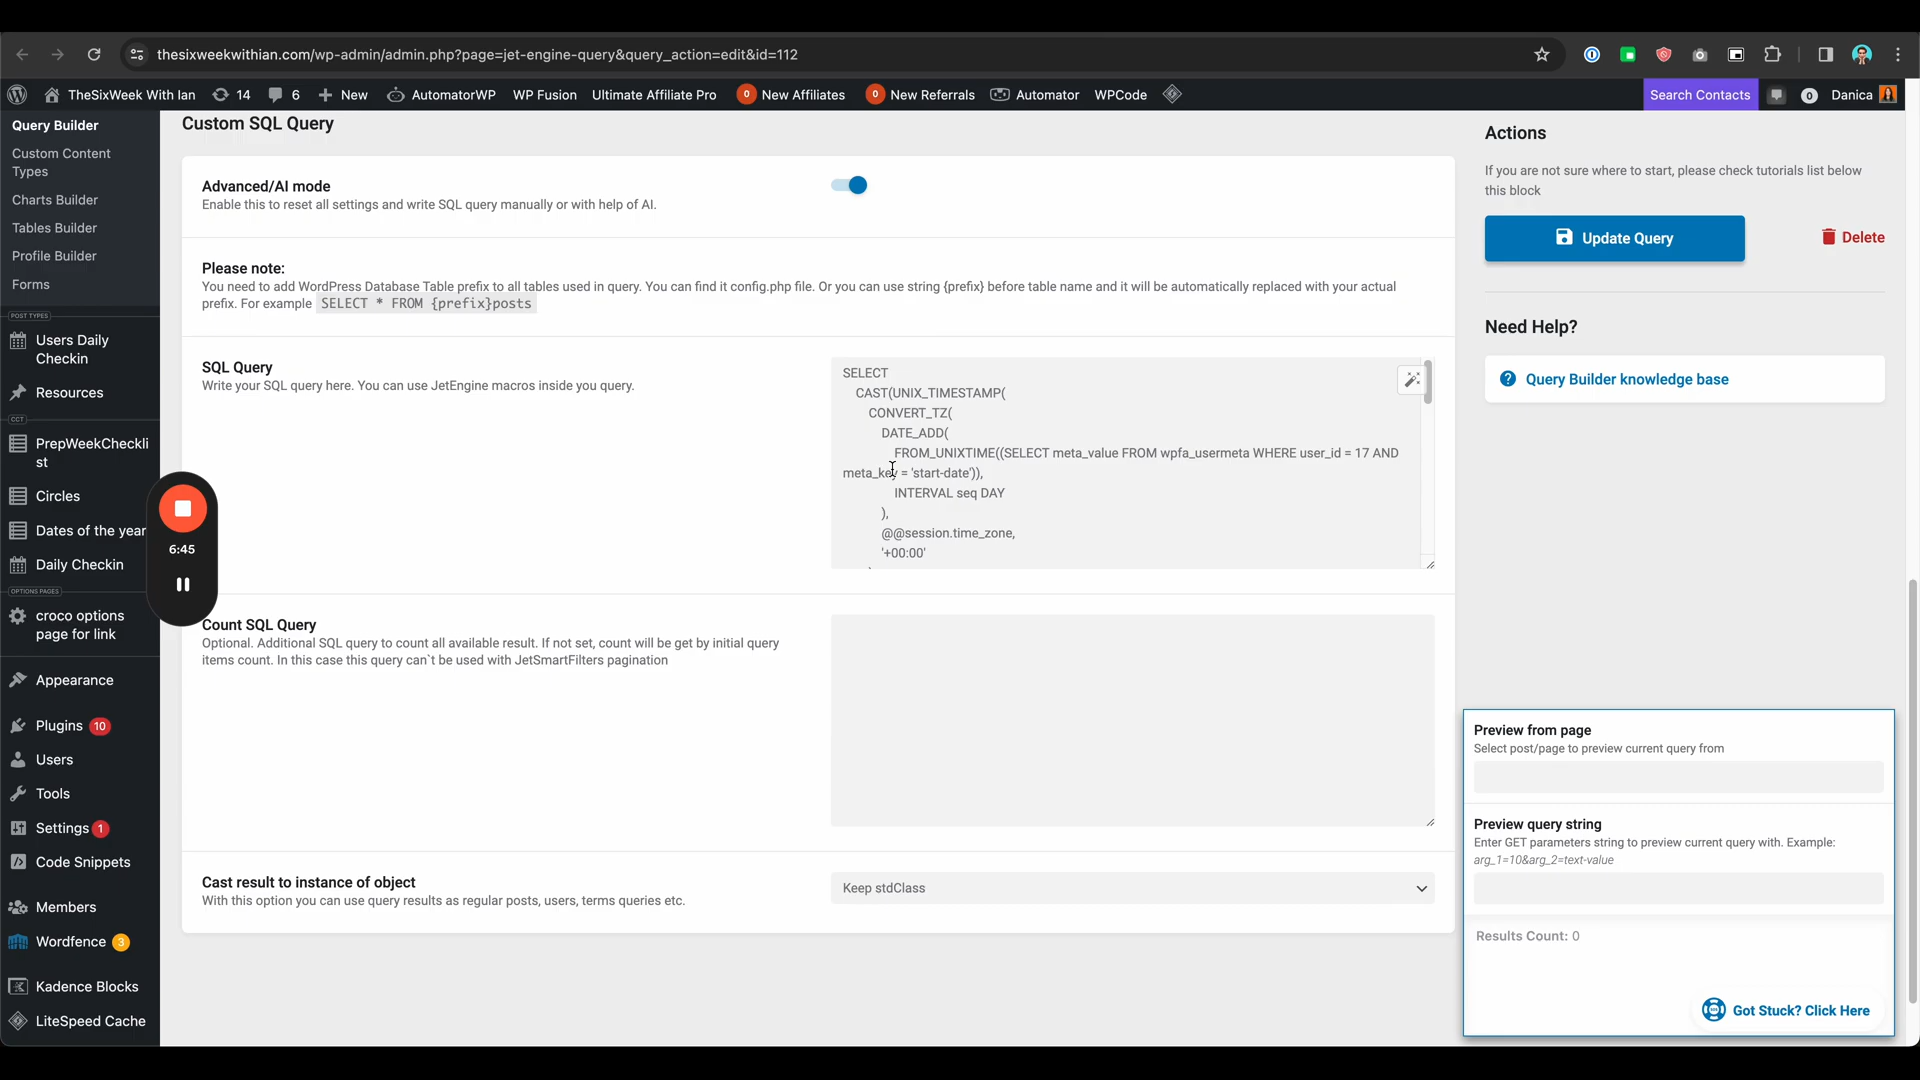 thesixweekwithian.com/wp-admin/admin.php?page=jet-engine-query&query_action=edit&id=112
TheSixWeek With Ian
14
6
New
AutomatorWP
WP Fusion
Ultimate Affiliate Pro
0 New Affiliates
0 New Referrals
Automator
WPCode
Search Contacts
0
Danica
Query Builder
Custom Content
Types
Charts Builder
Tables Builder
Profile Builder
Forms
POST TYPES
Users Daily
Checkin
Resources
CCT
PrepWeekCheckli
st
Circles
Dates of the year
Daily Checkin
OPTIONS PAGES
croco options
page for link
Appearance
Plugins 10
Users
Tools
Settings 1
Code Snippets
Members
Wordfence 3
Kadence Blocks
LiteSpeed Cache
6:45
Custom SQL Query
Advanced/AI mode
Enable this to reset all settings and write SQL query manually or with help of AI.
Please note:
You need to add WordPress Database Table prefix to all tables used in query. You can find it config.php file. Or you can use string {prefix} before table name and it will be automatically replaced with your actual
prefix. For example SELECT * FROM {prefix}posts
SQL Query
Write your SQL query here. You can use JetEngine macros inside you query.
SELECT
CAST(UNIX_TIMESTAMP(
CONVERT_TZ(
DATE_ADD(
FROM_UNIXTIME((SELECT meta_value FROM wpfa_usermeta WHERE user_id = 17 AND
meta_key = 'start-date')),
INTERVAL seq DAY
),
@@session.time_zone,
'+00:00'
Count SQL Query
Optional. Additional SQL query to count all available result. If not set, count will be get by initial query
items count. In this case this query can`t be used with JetSmartFilters pagination
Cast result to instance of object
With this option you can use query results as regular posts, users, terms queries etc.
Keep stdClass
Actions
If you are not sure where to start, please check tutorials list below
this block
Update Query
Delete
Need Help?
Query Builder knowledge base
Preview from page
Select post/page to preview current query from
Preview query string
Enter GET parameters string to preview current query with. Example:
arg_1=10&arg_2=text-value
Results Count: 0
Got Stuck? Click Here